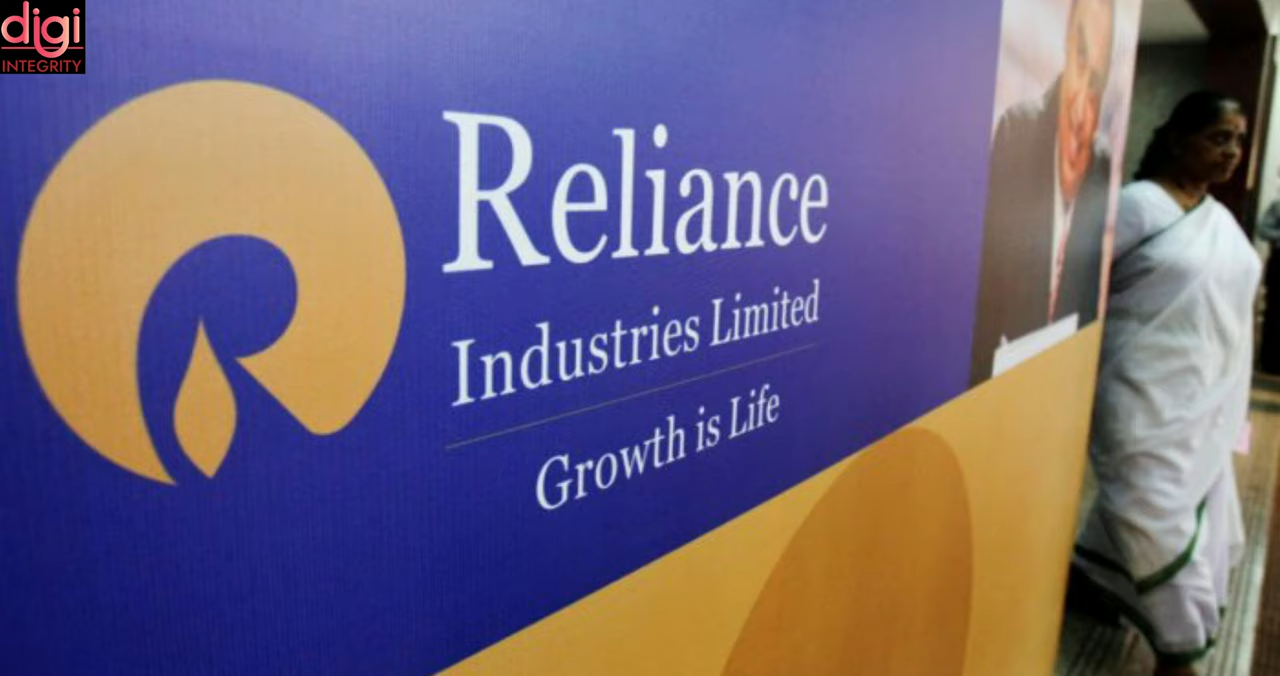 digi
INTEGRITY
Reliance
Industries Limited
Growth is Life